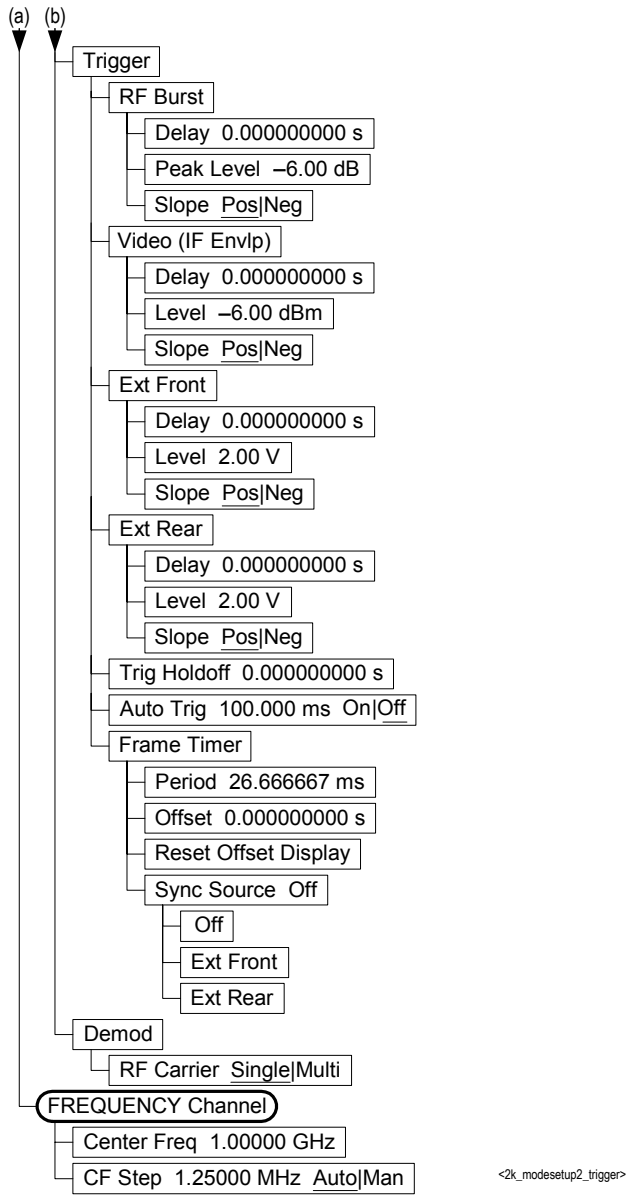 (a) (b)
Trigger
RF Burst
Delay 0.000000000 s
Peak Level –6.00 dB
Slope Pos|Neg
Video (IF Envlp)
Delay 0.000000000 s
Level –6.00 dBm
Slope Pos|Neg
Ext Front
Delay 0.000000000 s
Level 2.00 V
Slope Pos|Neg
Ext Rear
Delay 0.000000000 s
Level 2.00 V
Slope Pos|Neg
Trig Holdoff 0.000000000 s
Auto Trig 100.000 ms On|Off
Frame Timer
Period 26.666667 ms
Offset 0.000000000 s
Reset Offset Display
Sync Source Off
Off
Ext Front
Ext Rear
Demod
RF Carrier Single|Multi
FREQUENCY Channel
Center Freq 1.00000 GHz
CF Step 1.25000 MHz Auto|Man
<2k_modesetup2_trigger>